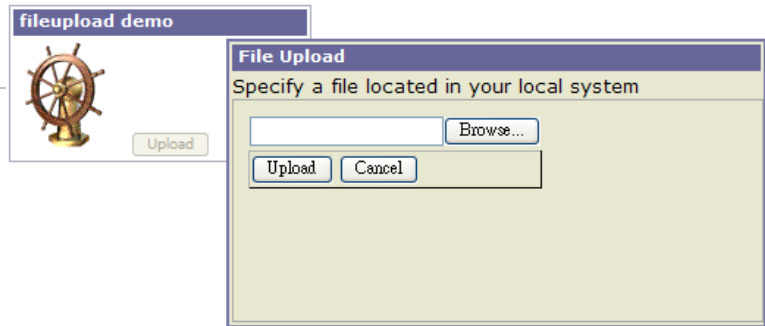 fileupload demo
Upload
File Upload
Specify a file located in your local system
Browse...
Upload Cancel